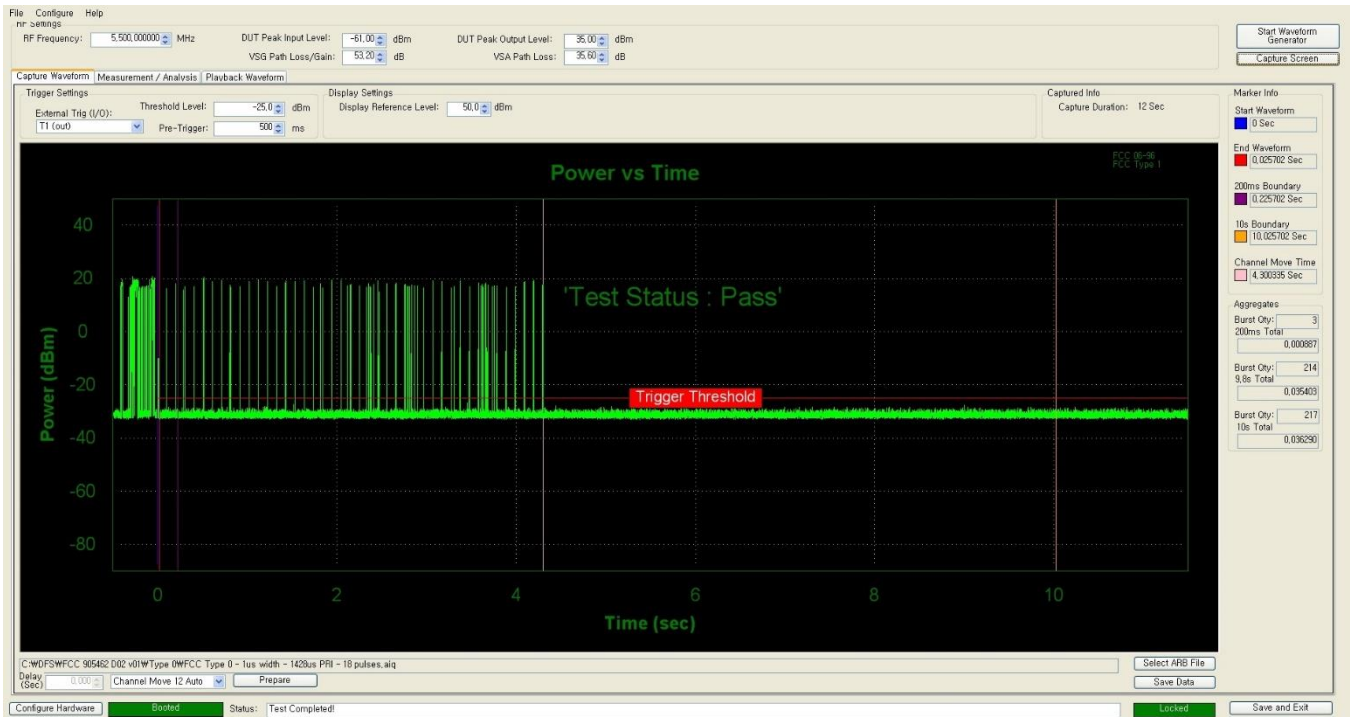 File Configure Help
RF Settings
RF Frequency: 5,500,000000 MHz DUT Peak Input Level: -61,00 dBm DUT Peak Output Level: 35,00 dBm
VSG Path Loss/Gain: 53,20 dB VSA Path Loss: 35,60 dB
Start Waveform Generator
Capture Screen
Capture Waveform Measurement / Analysis Playback Waveform
Trigger Settings
External Trig (I/O): Threshold Level: -25,0 dBm
T1 (out) Pre-Trigger: 500 ms
Display Settings
Display Reference Level: 50,0 dBm
Captured Info
Capture Duration: 12 Sec
Power vs Time
FCC 06-96
FCC Type 1
40
20
0
-20
-40
-60
-80
Power (dBm)
'Test Status : Pass'
Trigger Threshold
0 2 4 6 8 10
Time (sec)
Marker Info
Start Waveform
0 Sec
End Waveform
0,025702 Sec
200ms Boundary
0,225702 Sec
10s Boundary
10,025702 Sec
Channel Move Time
4,300335 Sec
Aggregates
Burst Qty: 3
200ms Total
0,000887
Burst Qty: 214
9,8s Total
0,035403
Burst Qty: 217
10s Total
0,036290
C:₩DFS₩FCC 905462 D02 v01₩Type 0₩FCC Type 0 - 1us width - 1428us PRI - 18 pulses,aiq
Select ARB File
Delay (Sec) 0,000 Channel Move 12 Auto Prepare
Save Data
Configure Hardware Booted Status: Test Completed! Locked Save and Exit